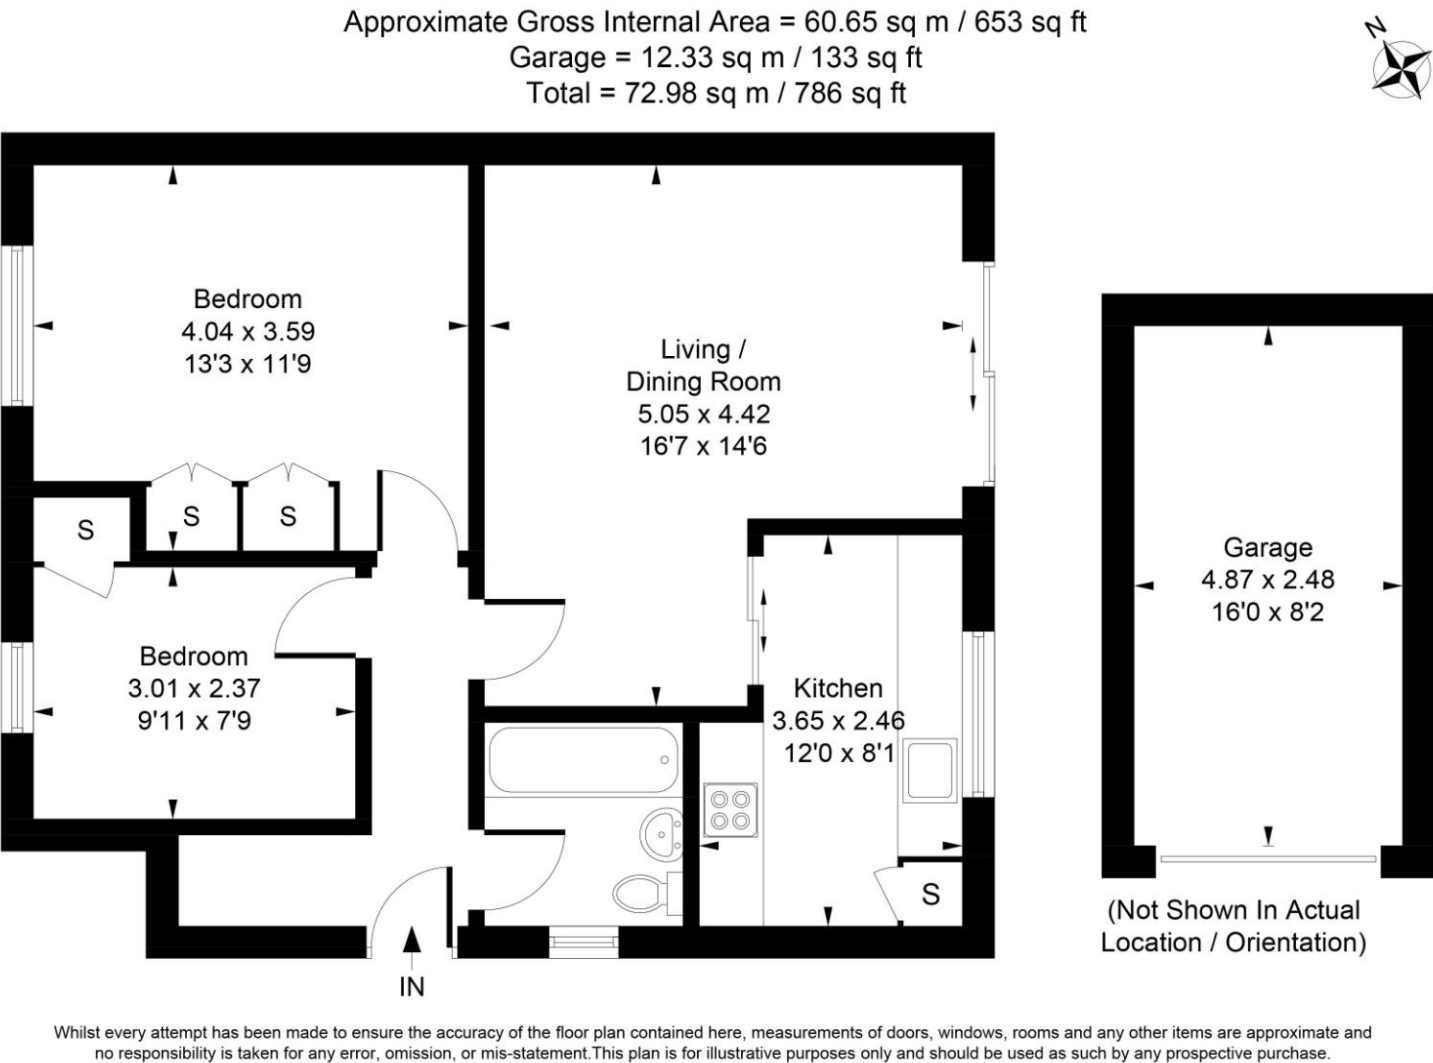 Approximate Gross Internal Area = 60.65 sq m / 653 sq ft
Garage = 12.33 sq m / 133 sq ft
Total = 72.98 sq m / 786 sq ft
N
Bedroom
4.04 x 3.59
13'3 x 11'9
Living /
Dining Room
5.05 x 4.42
16'7 x 14'6
S
S
S
Bedroom
3.01 x 2.37
9'11 x 7'9
Kitchen
3.65 x 2.46
12'0 x 8'1
S
IN
Garage
4.87 x 2.48
16'0 x 8'2
(Not Shown In Actual
Location / Orientation)
Whilst every attempt has been made to ensure the accuracy of the floor plan contained here, measurements of doors, windows, rooms and any other items are approximate and
no responsibility is taken for any error, omission, or mis-statement.This plan is for illustrative purposes only and should be used as such by any prospective purchase.